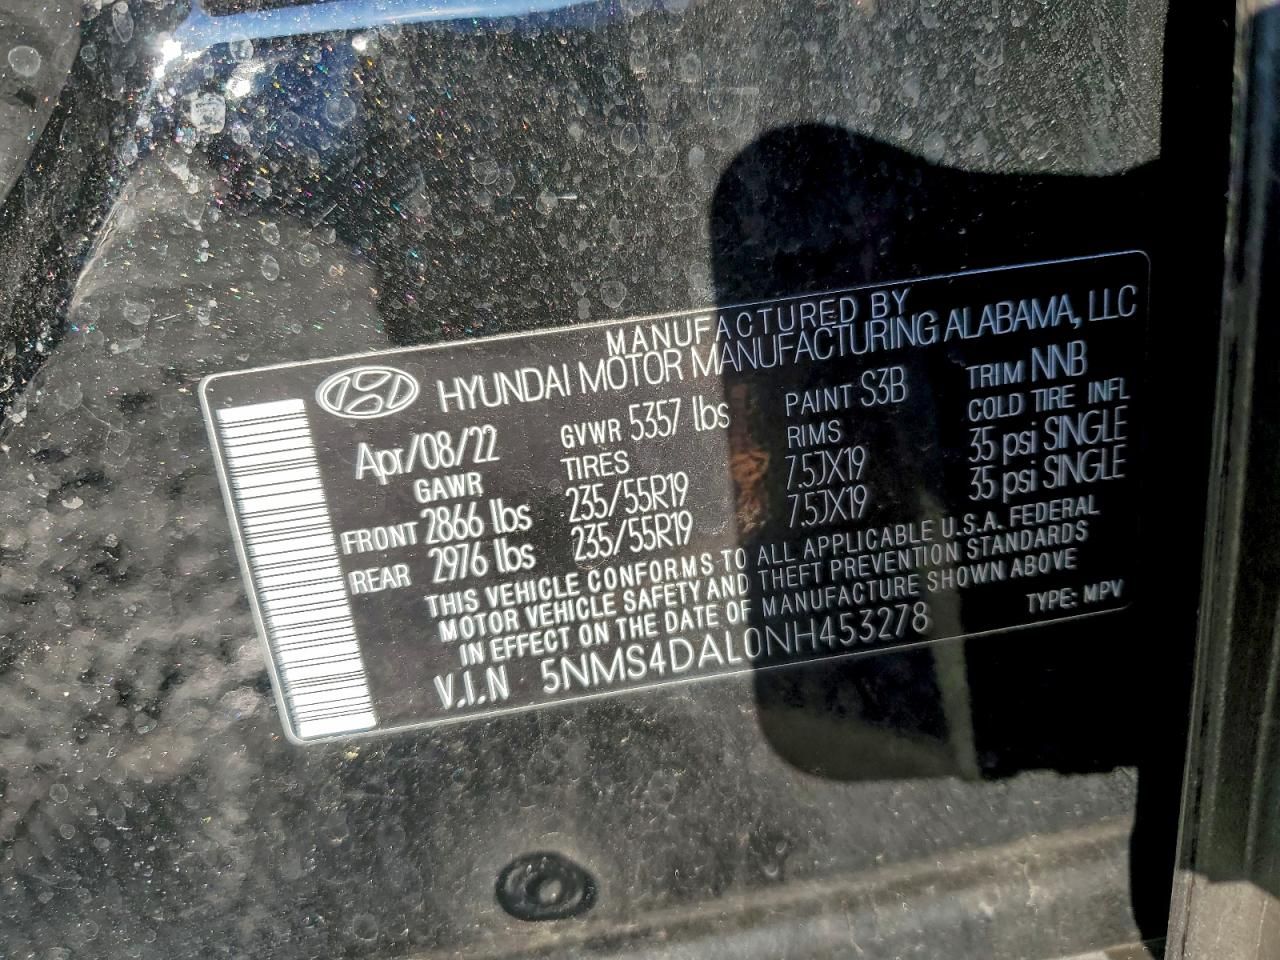 MANUFACTURED BY
HYUNDAI MOTOR MANUFACTURING ALABAMA, LLC
Apr/08/22 GVWR 5357 lbs PAINT S3B TRIM NNB
GAWR TIRES RIMS COLD TIRE INFL
FRONT 2866 lbs 235/55R19 7.5JX19 35 psi SINGLE
REAR 2976 lbs 235/55R19 7.5JX19 35 psi SINGLE
THIS VEHICLE CONFORMS TO ALL APPLICABLE U.S.A. FEDERAL
MOTOR VEHICLE SAFETY AND THEFT PREVENTION STANDARDS
IN EFFECT ON THE DATE OF MANUFACTURE SHOWN ABOVE
V.I.N 5NMS4DAL0NH453278 TYPE: MPV